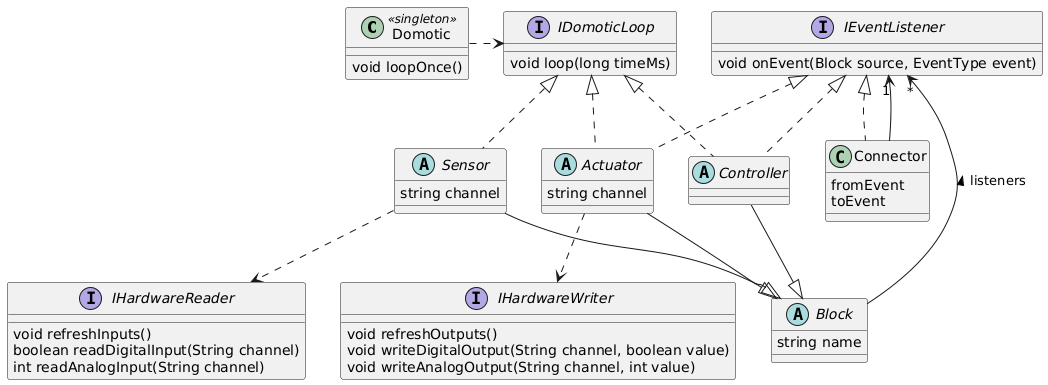 C «singleton»
Domotic
void loopOnce()
I IDomoticLoop
void loop(long timeMs)
I IEventListener
void onEvent(Block source, EventType event)
1
*
A Sensor
string channel
A Actuator
string channel
A Controller
C Connector
fromEvent
toEvent
listeners
I IHardwareReader
void refreshInputs()
boolean readDigitalInput(String channel)
int readAnalogInput(String channel)
I IHardwareWriter
void refreshOutputs()
void writeDigitalOutput(String channel, boolean value)
void writeAnalogOutput(String channel, int value)
A Block
string name